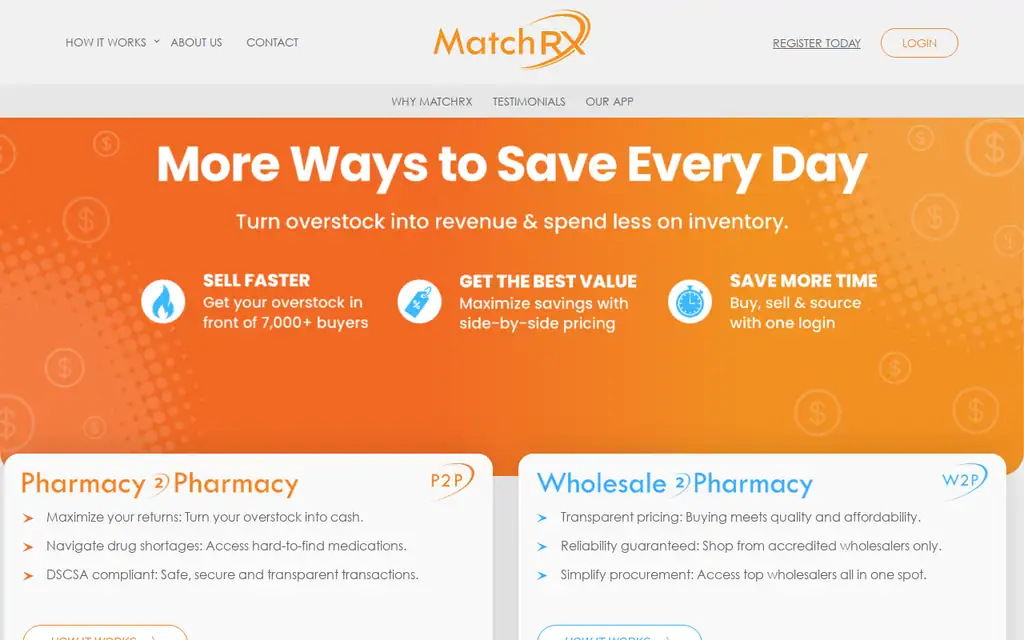 HOW IT WORKS
ABOUT US
CONTACT
MatchRX
REGISTER TODAY
LOGIN
WHY MATCHRX
TESTIMONIALS
OUR APP
More Ways to Save Every Day
Turn overstock into revenue & spend less on inventory.
SELL FASTER
Get your overstock in
front of 7,000+ buyers
GET THE BEST VALUE
Maximize savings with
side-by-side pricing
SAVE MORE TIME
Buy, sell & source
with one login
Pharmacy 2 Pharmacy
P2P
Maximize your returns: Turn your overstock into cash.
Navigate drug shortages: Access hard-to-find medications.
DSCSA compliant: Safe, secure and transparent transactions.
HOW IT WORKS
Wholesale 2 Pharmacy
W2P
Transparent pricing: Buying meets quality and affordability.
Reliability guaranteed: Shop from accredited wholesalers only.
Simplify procurement: Access top wholesalers all in one spot.
HOW IT WORKS